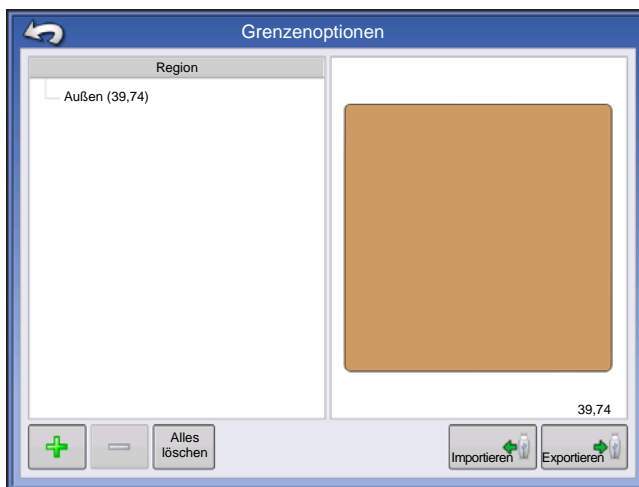 Grenzenoptionen
Region
Außen (39,74)
39,74
Alles
löschen
Importieren
Exportieren